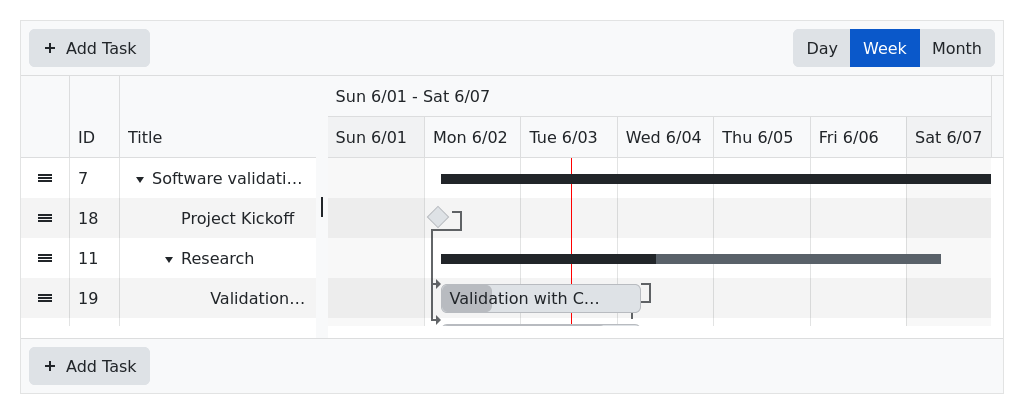 + Add Task
Day Week Month
Sun 6/01 - Sat 6/07
ID Title Sun 6/01 Mon 6/02 Tue 6/03 Wed 6/04 Thu 6/05 Fri 6/06 Sat 6/07
7 Software validati...
18 Project Kickoff
11 Research
19 Validation... Validation with C...
+ Add Task